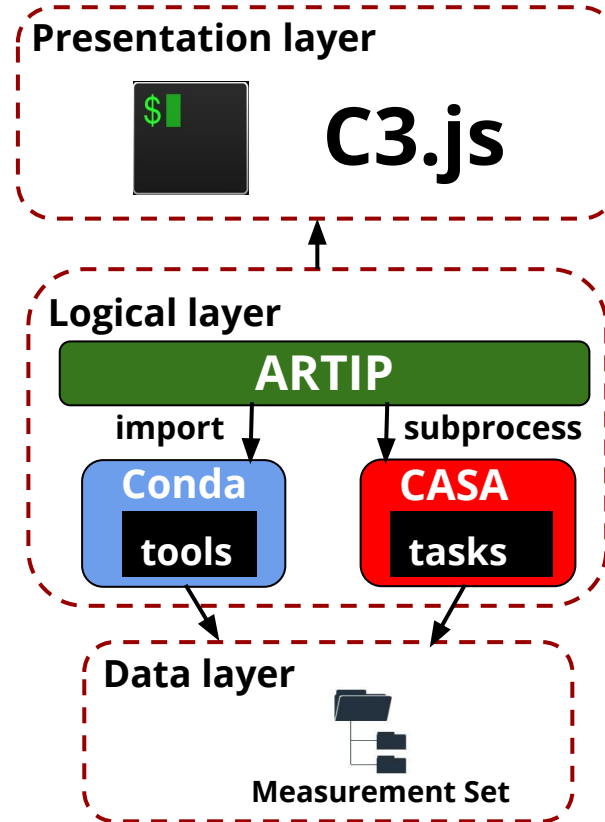 Presentation layer
$
C3.js
Logical layer
ARTIP
import
subprocess
Conda
CASA
tools
tasks
Data layer
Measurement Set